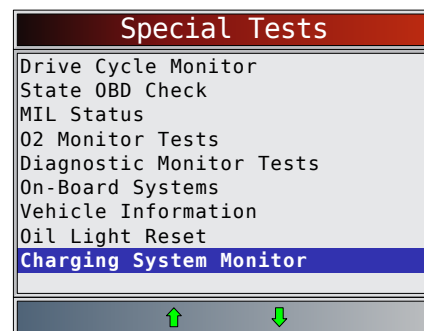 Special Tests
Drive Cycle Monitor
State OBD Check
MIL Status
O2 Monitor Tests
Diagnostic Monitor Tests
On-Board Systems
Vehicle Information
Oil Light Reset
Charging System Monitor